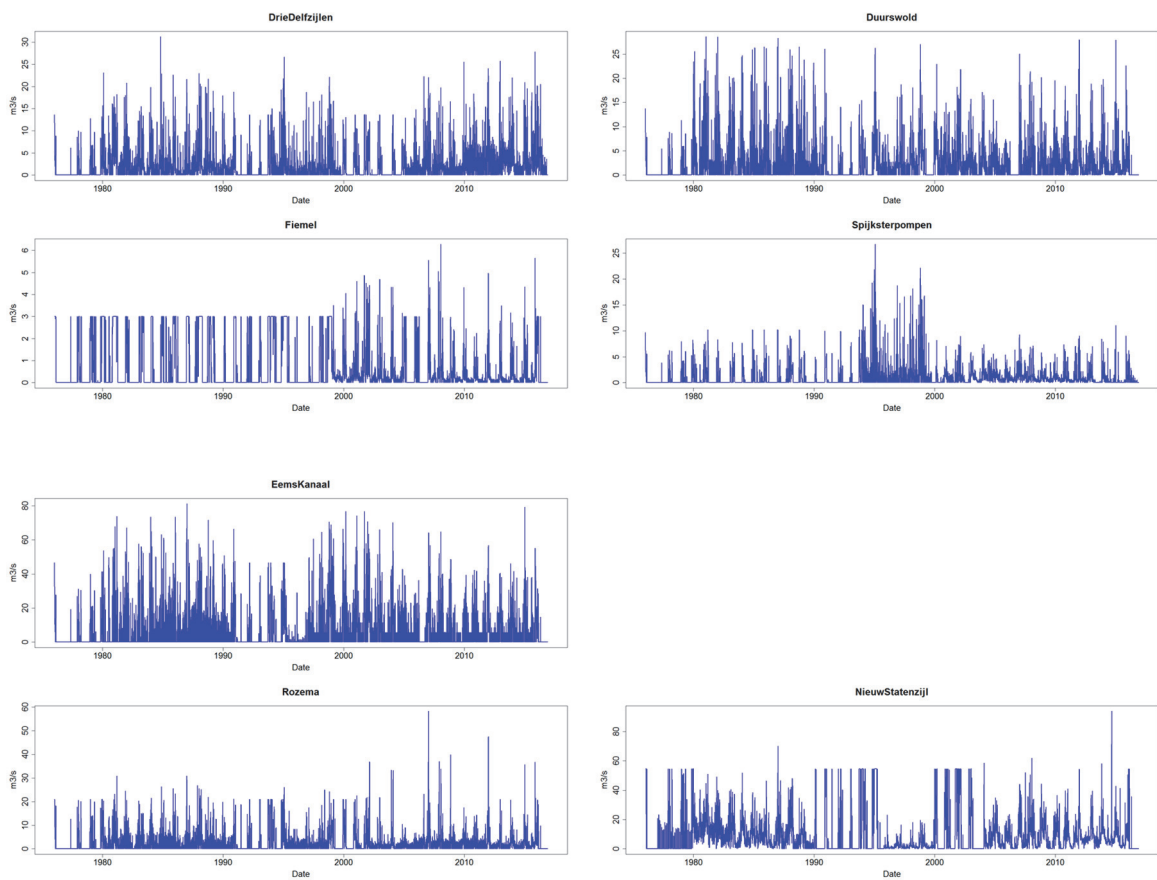 DrieDelfzijlen
m3/s
0 5 10 15 20 25 30
1980 1990 2000 2010
Date
Duurswold
m3/s
0 5 10 15 20 25
1980 1990 2000 2010
Date
Fiemel
m3/s
0 1 2 3 4 5 6
1980 1990 2000 2010
Date
Spijksterpompen
m3/s
0 5 10 15 20 25
1980 1990 2000 2010
Date
EemsKanaal
m3/s
0 20 40 60 80
1980 1990 2000 2010
Date
Rozema
m3/s
0 10 20 30 40 50 60
1980 1990 2000 2010
Date
NieuwStatenzijl
m3/s
0 20 40 60 80
1980 1990 2000 2010
Date